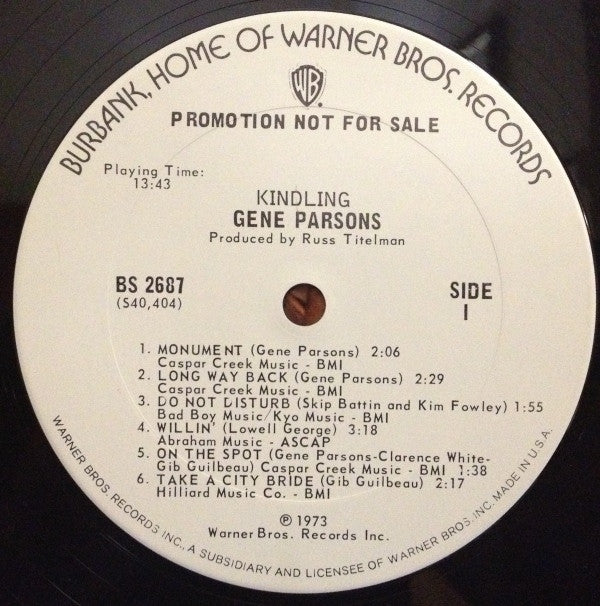 BURBANK, HOME OF WARNER BROS. RECORDS
WB
PROMOTION NOT FOR SALE
Playing Time:
13:43
KINDLING
GENE PARSONS
Produced by Russ Titelman
BS 2687
(S40,404)
SIDE
I
1. MONUMENT (Gene Parsons) 2:06
Caspar Creek Music - BMI
2. LONG WAY BACK (Gene Parsons) 2:29
Caspar Creek Music - BMI
3. DO NOT DISTURB (Skip Battin and Kim Fowley) 1:55
Bad Boy Music/Kyo Music - BMI
4. WILLIN' (Lowell George) 3:18
Abraham Music - ASCAP
5. ON THE SPOT (Gene Parsons-Clarence White-
Gib Guilbeau) Caspar Creek Music - BMI 1:38
6. TAKE A CITY BRIDE (Gib Guilbeau) 2:17
Hilliard Music Co. - BMI
℗ 1973
Warner Bros. Records Inc.
WARNER BROS. RECORDS INC., A SUBSIDIARY AND LICENSEE OF WARNER BROS. INC. MADE IN U.S.A.